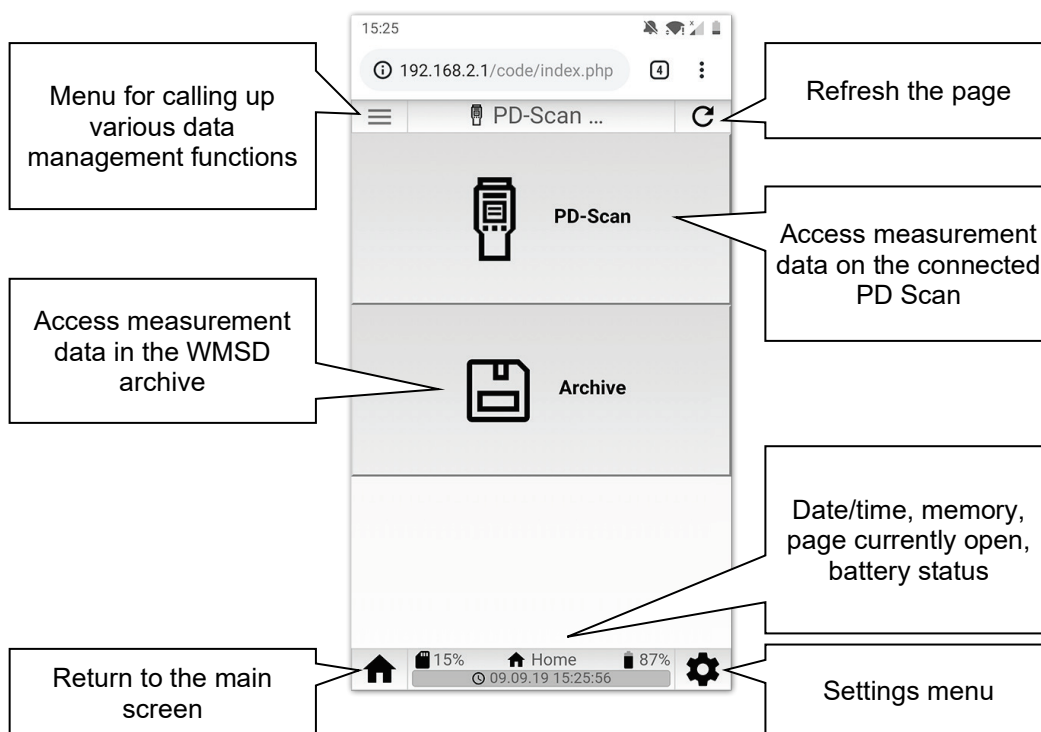 15:25
192.168.2.1/code/index.php
4
Menu for calling up
various data
management functions
PD-Scan ...
Refresh the page
PD-Scan
Access measurement
data on the connected
PD Scan
Access measurement
data in the WMSD
archive
Archive
Date/time, memory,
page currently open,
battery status
15% Home 87%
09.09.19 15:25:56
Return to the main
screen
Settings menu